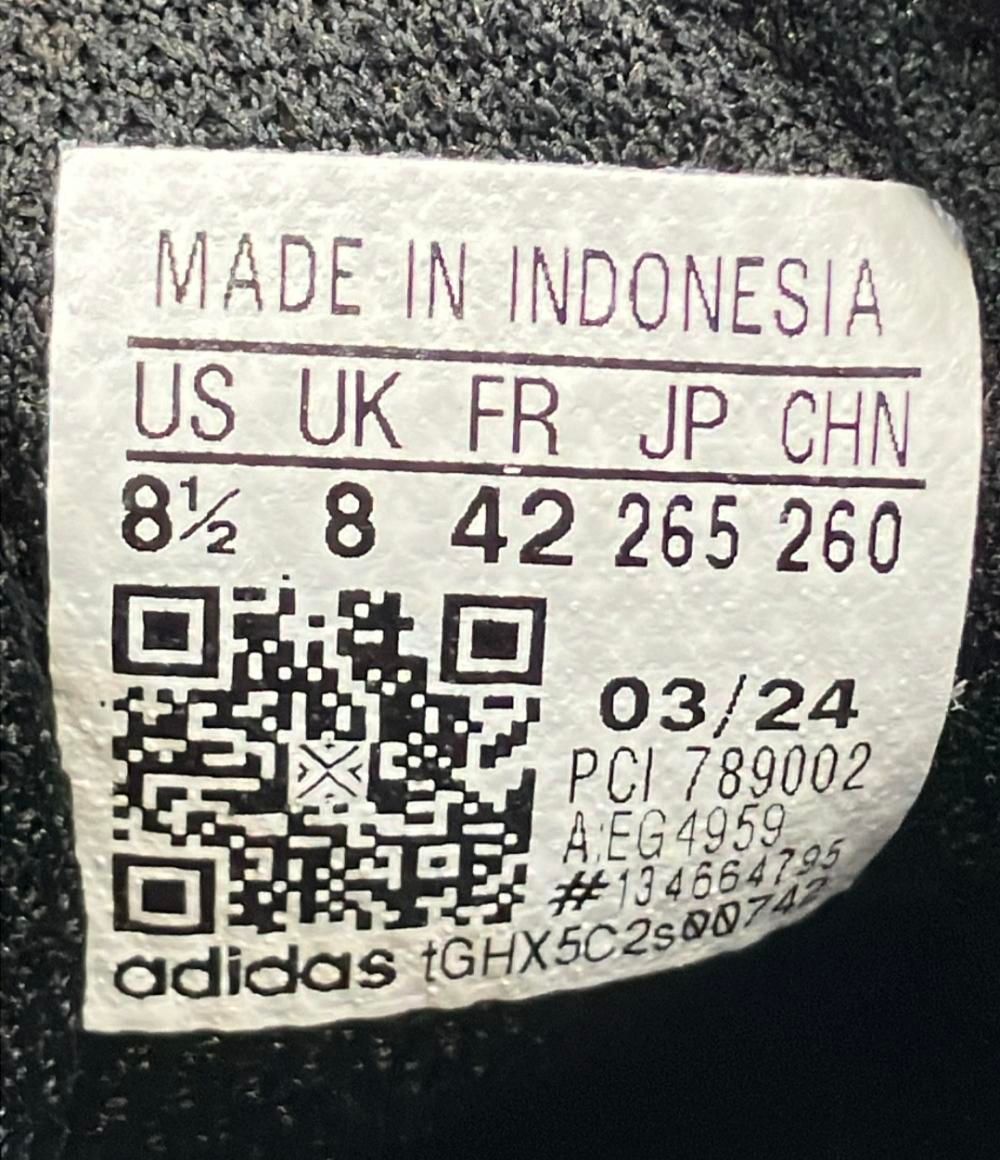 MADE IN INDONESIA
US UK FR JP CHN
8½ 8 42 265 260
03/24
PCI 789002
A:EG4959
#134664795
adidas tGHX5C2s00742